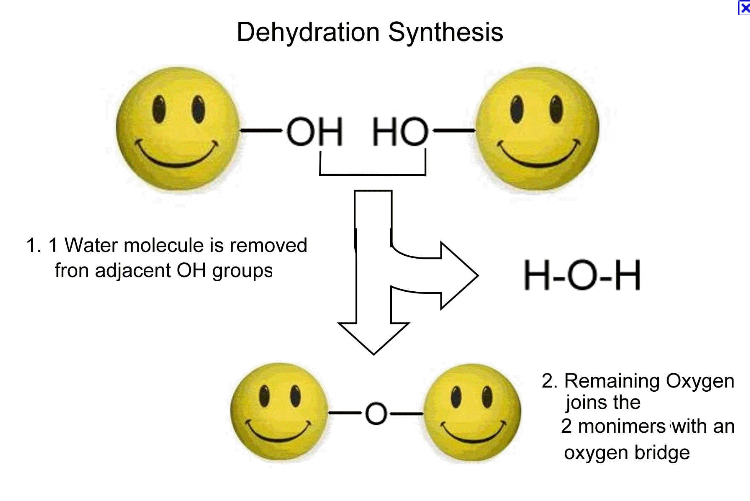 Dehydration Synthesis
OH HO
1. 1 Water molecule is removed
fron adjacent OH groups
H-O-H
O
2. Remaining Oxygen
joins the
2 monimers with an
oxygen bridge